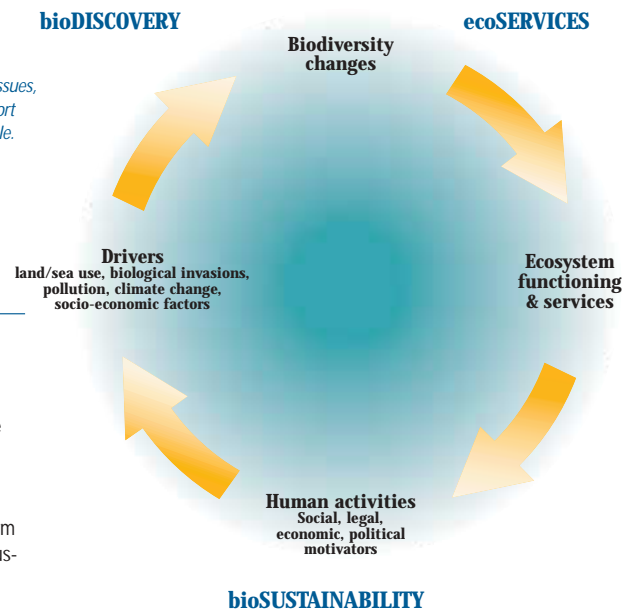 bioDISCOVERY
ecoSERVICES
Biodiversity
changes
ssues,
ort
le.
Drivers
land/sea use, biological invasions,
pollution, climate change,
socio-economic factors
Ecosystem
functioning
& services
e
m
us-
Human activities
Social, legal,
economic, political
motivators
bioSUSTAINABILITY